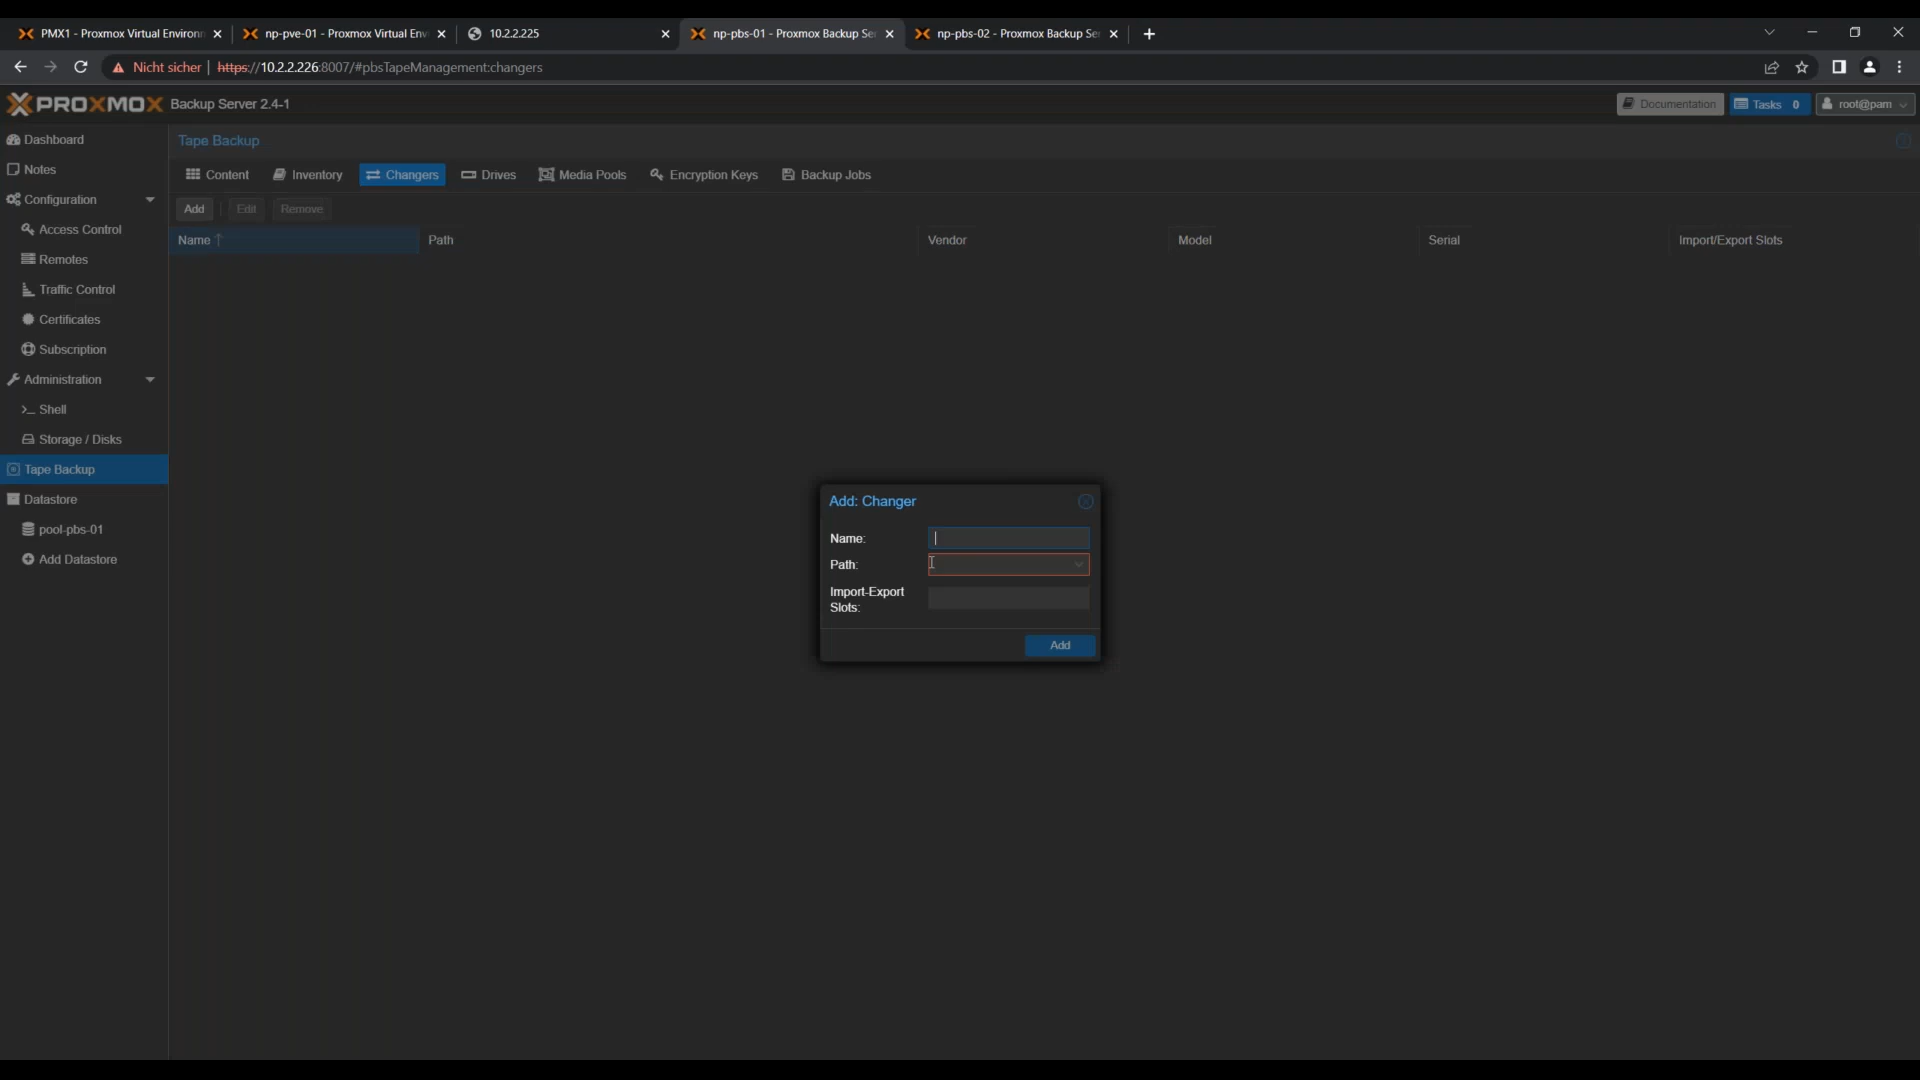 PMX1 - Proxmox Virtual Environ
np-pve-01 - Proxmox Virtual Env
10.2.2.225
np-pbs-01 - Proxmox Backup Se
np-pbs-02 - Proxmox Backup Se
Nicht sicher
https://10.2.2.226:8007/#pbsTapeManagement:changers
PROXMOX Backup Server 2.4-1
Documentation
Tasks 0
root@pam
Dashboard
Notes
Configuration
Access Control
Remotes
Traffic Control
Certificates
Subscription
Administration
Shell
Storage / Disks
Tape Backup
Datastore
pool-pbs-01
Add Datastore
Tape Backup
Content
Inventory
Changers
Drives
Media Pools
Encryption Keys
Backup Jobs
Add
Edit
Remove
Name
Path
Vendor
Model
Serial
Import/Export Slots
Add: Changer
Name:
Path:
Import-Export
Slots:
Add